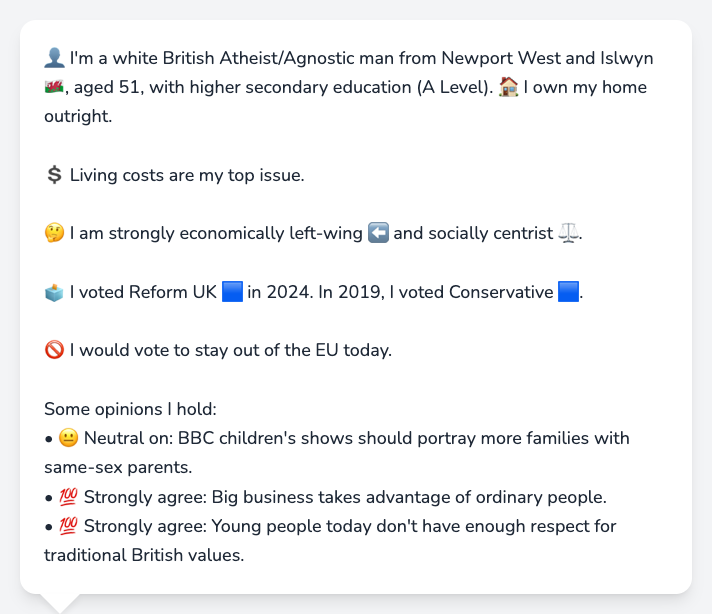 👤 I'm a white British Atheist/Agnostic man from Newport West and Islwyn
🏴󠁧󠁢󠁷󠁬󠁳󠁿, aged 51, with higher secondary education (A Level). 🏠 I own my home
outright.
💲 Living costs are my top issue.
🤔 I am strongly economically left-wing ⬅️ and socially centrist ⚖️.
🗳️ I voted Reform UK 🟦 in 2024. In 2019, I voted Conservative 🟦.
🚫 I would vote to stay out of the EU today.
Some opinions I hold:
• 😐 Neutral on: BBC children's shows should portray more families with
same-sex parents.
• 💯 Strongly agree: Big business takes advantage of ordinary people.
• 💯 Strongly agree: Young people today don't have enough respect for
traditional British values.